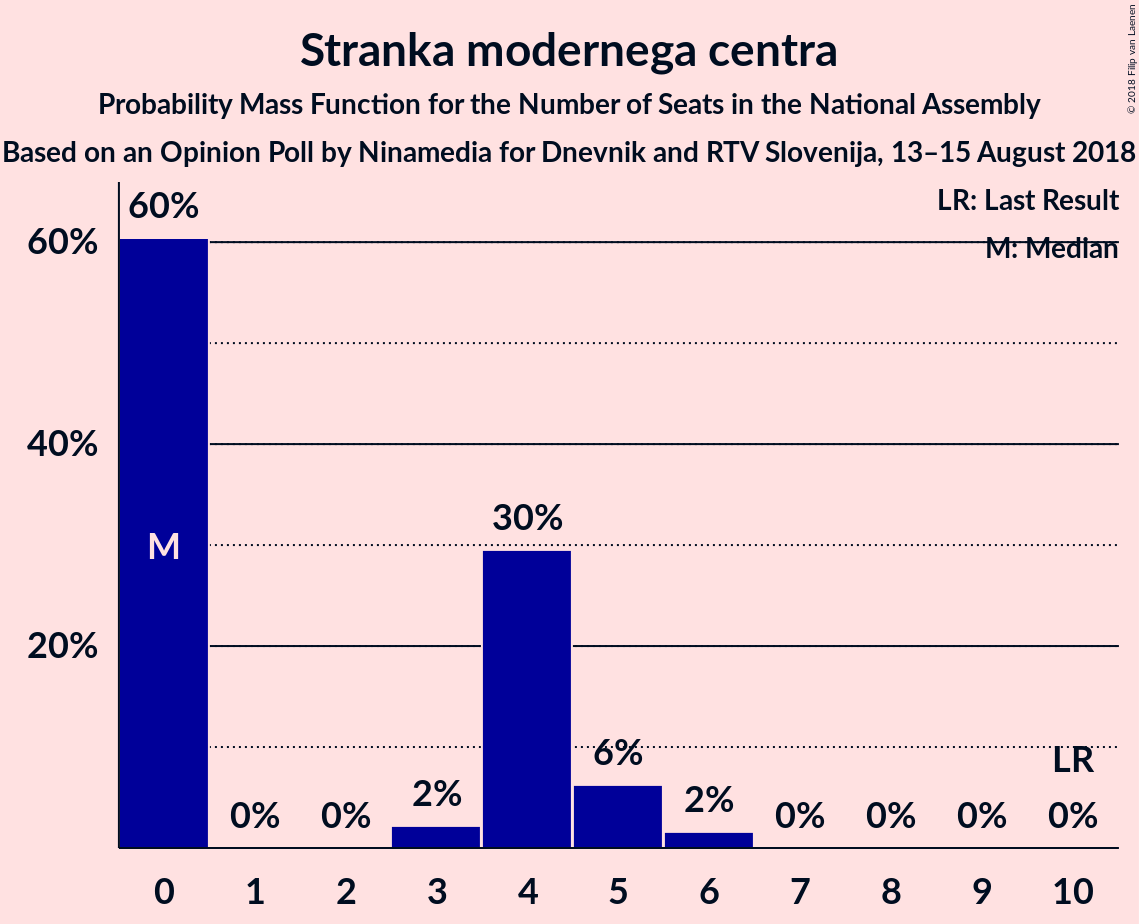 Stranka modernega centra
Probability Mass Function for the Number of Seats in the National Assembly
Based on an Opinion Poll by Ninamedia for Dnevnik and RTV Slovenija, 13–15 August 2018
© 2018 Filip van Laenen
LR: Last Result
M: Median
60%
60%
40%
M
30%
20%
6%
LR
0%
0%
2%
2%
0%
0%
0%
0%
0 1 2 3 4 5 6 7 8 9 10